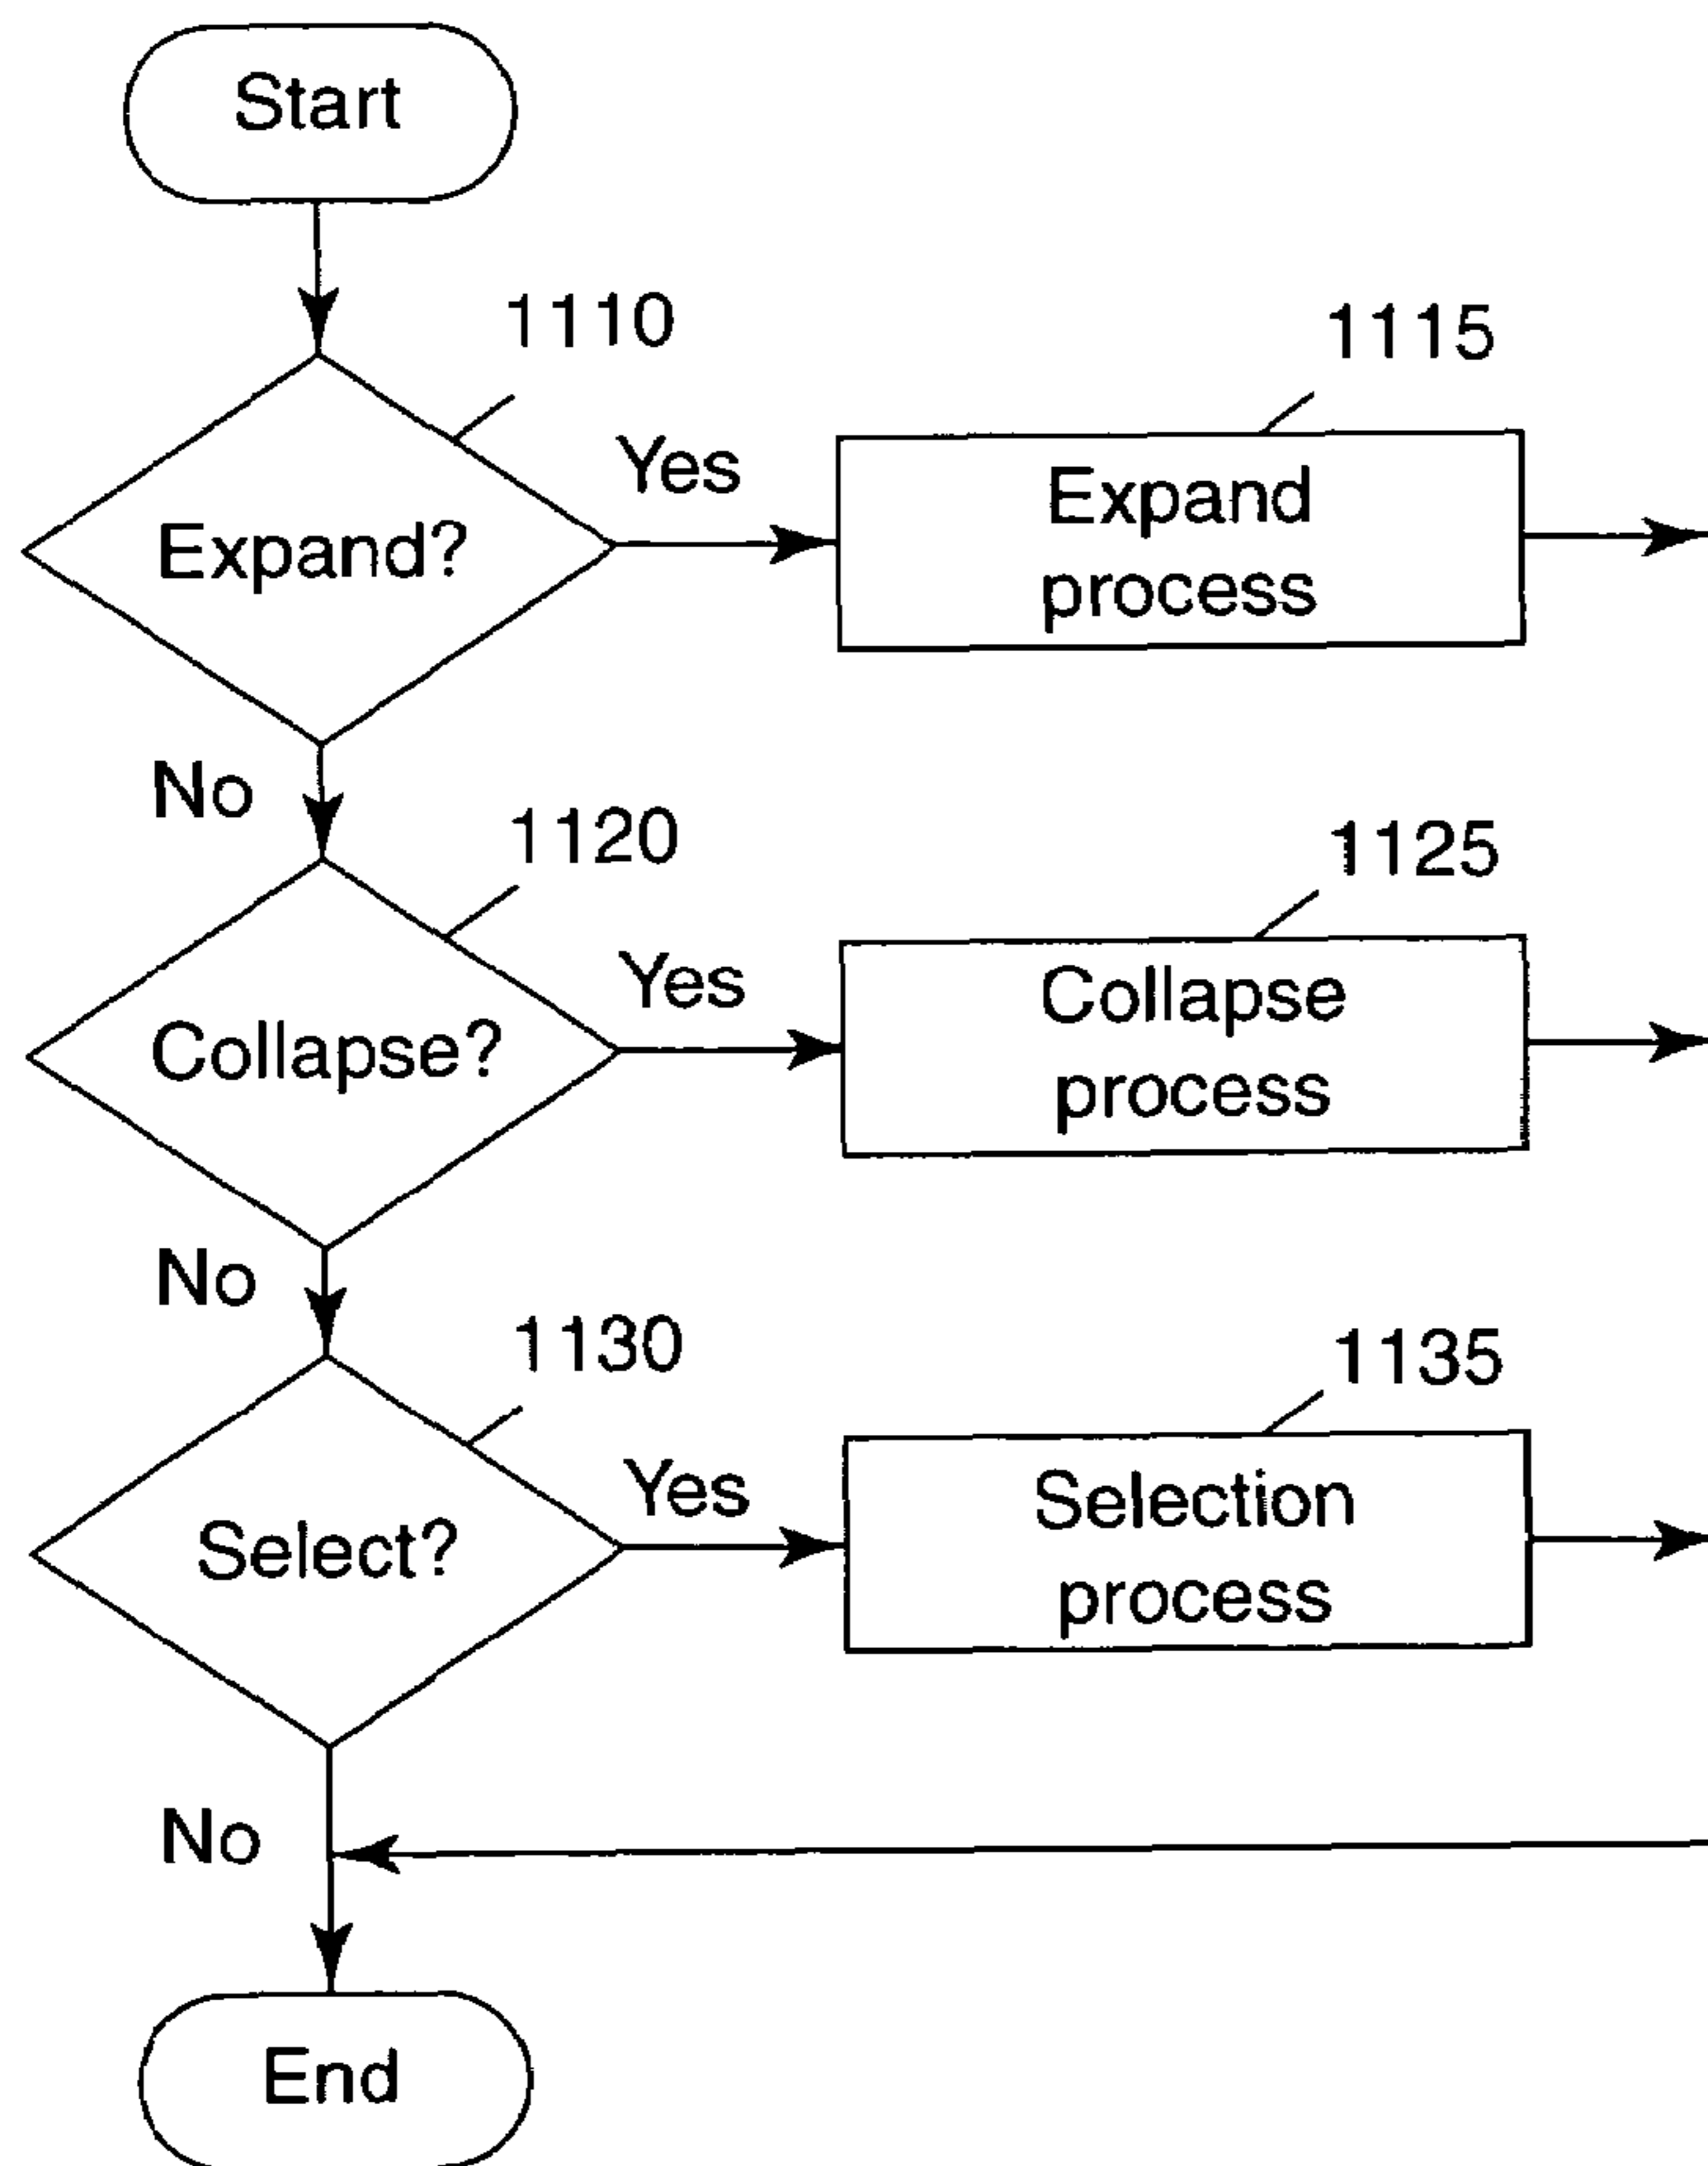 Start
1110
1115
Yes
Expand?
Expand
process
No
1120
1125
Yes
Collapse?
Collapse
process
No
1130
1135
Yes
Select?
Selection
process
No
End